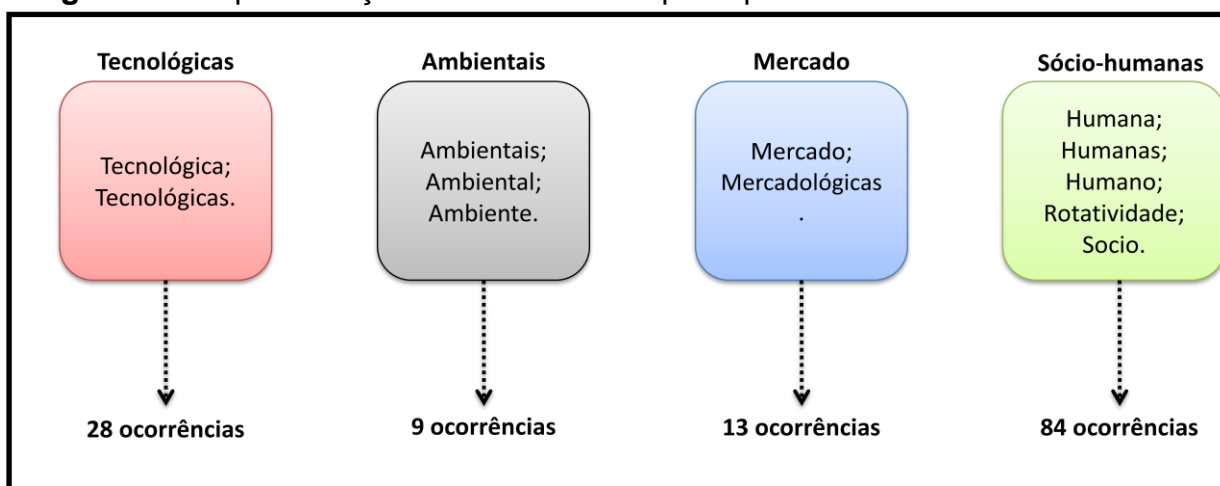 Tecnológicas
Ambientais
Mercado
Sócio-humanas
Tecnológica;
Tecnológicas.
Ambientais;
Ambiental;
Ambiente.
Mercado;
Mercadológicas
.
Humana;
Humanas;
Humano;
Rotatividade;
Socio.
28 ocorrências
9 ocorrências
13 ocorrências
84 ocorrências